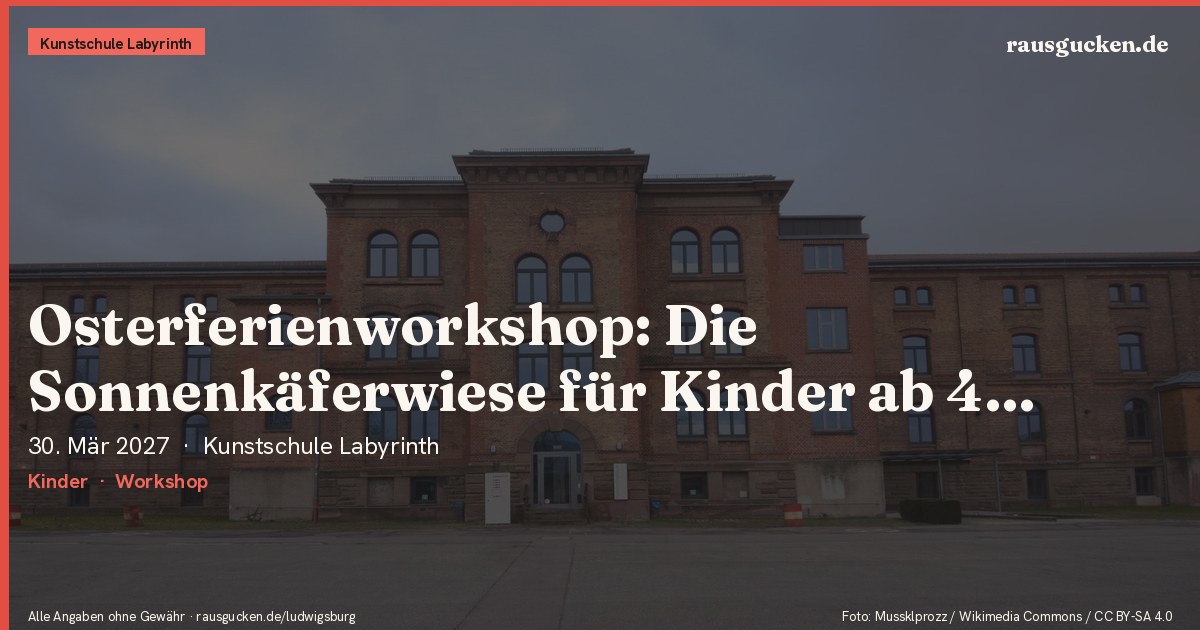 Kunstschule Labyrinth
rausgucken.de
Osterferienworkshop: Die
Sonnenkäferwiese für Kinder ab 4...
30. Mär 2027 · Kunstschule Labyrinth
Kinder · Workshop
Alle Angaben ohne Gewähr · rausgucken.de/ludwigsburg
Foto: Mussklprozz / Wikimedia Commons / CC BY-SA 4.0